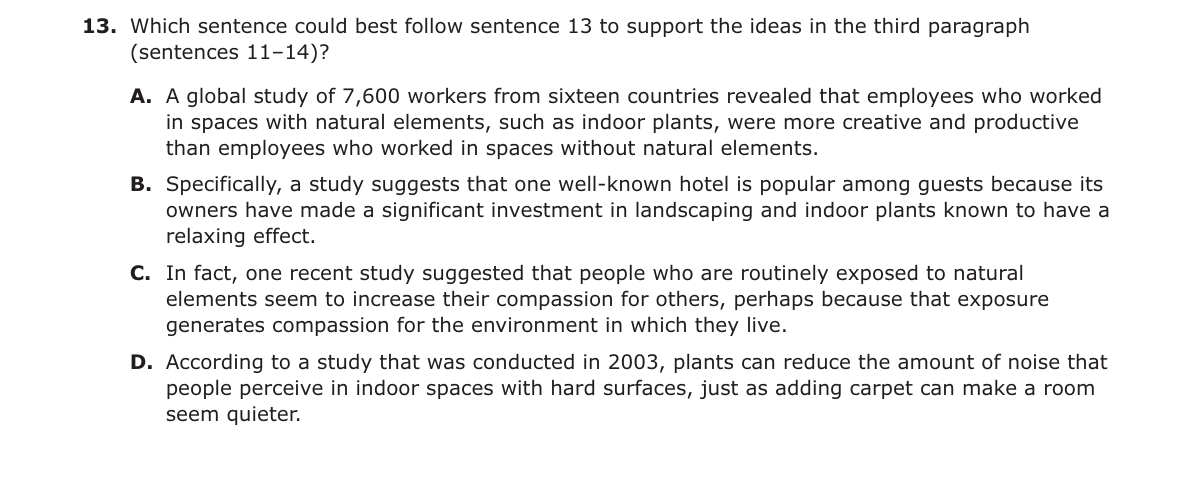 13. Which sentence could best follow sentence 13 to support the ideas in the third paragraph
(sentences 11–14)?
A. A global study of 7,600 workers from sixteen countries revealed that employees who worked
in spaces with natural elements, such as indoor plants, were more creative and productive
than employees who worked in spaces without natural elements.
B. Specifically, a study suggests that one well-known hotel is popular among guests because its
owners have made a significant investment in landscaping and indoor plants known to have a
relaxing effect.
C. In fact, one recent study suggested that people who are routinely exposed to natural
elements seem to increase their compassion for others, perhaps because that exposure
generates compassion for the environment in which they live.
D. According to a study that was conducted in 2003, plants can reduce the amount of noise that
people perceive in indoor spaces with hard surfaces, just as adding carpet can make a room
seem quieter.